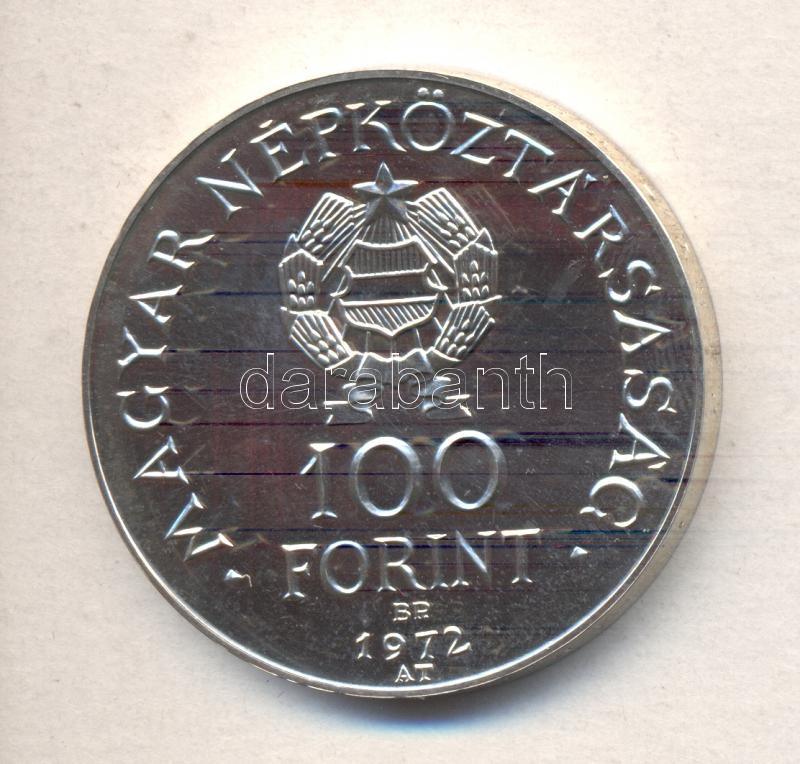 · MAGYAR NÉPKÖZTÁRSASÁG ·
darabanth
100
FORINT
BP.
1972
AT